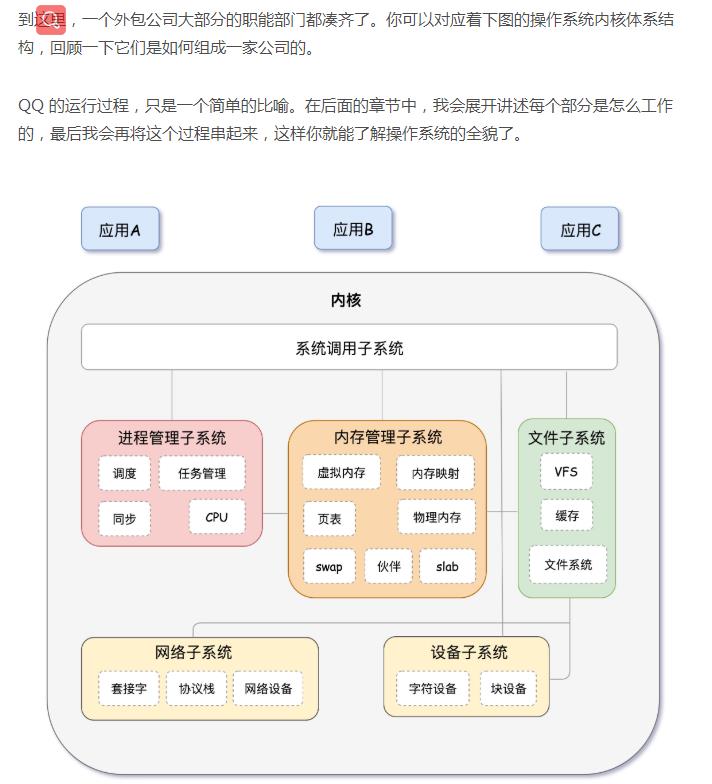 到这里，一个外包公司大部分的职能部门都凑齐了。你可以对应着下图的操作系统内核体系结
构，回顾一下它们是如何组成一家公司的。
QQ 的运行过程，只是一个简单的比喻。在后面的章节中，我会展开讲述每个部分是怎么工作
的，最后我会再将这个过程串起来，这样你就能了解操作系统的全貌了。
应用A
应用B
应用C
内核
系统调用子系统
进程管理子系统
调度
任务管理
同步
CPU
内存管理子系统
虚拟内存
内存映射
页表
物理内存
swap
伙伴
slab
文件子系统
VFS
缓存
文件系统
网络子系统
套接字
协议栈
网络设备
设备子系统
字符设备
块设备